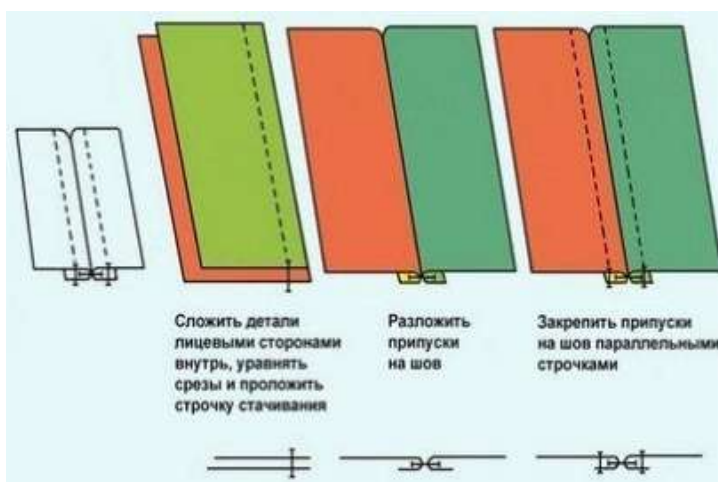 Сложить детали
лицевыми сторонами
внутрь, уравнять
срезы и проложить
строчку стачивания
Разложить
припуски
на шов
Закрепить припуски
на шов параллельными
строчками